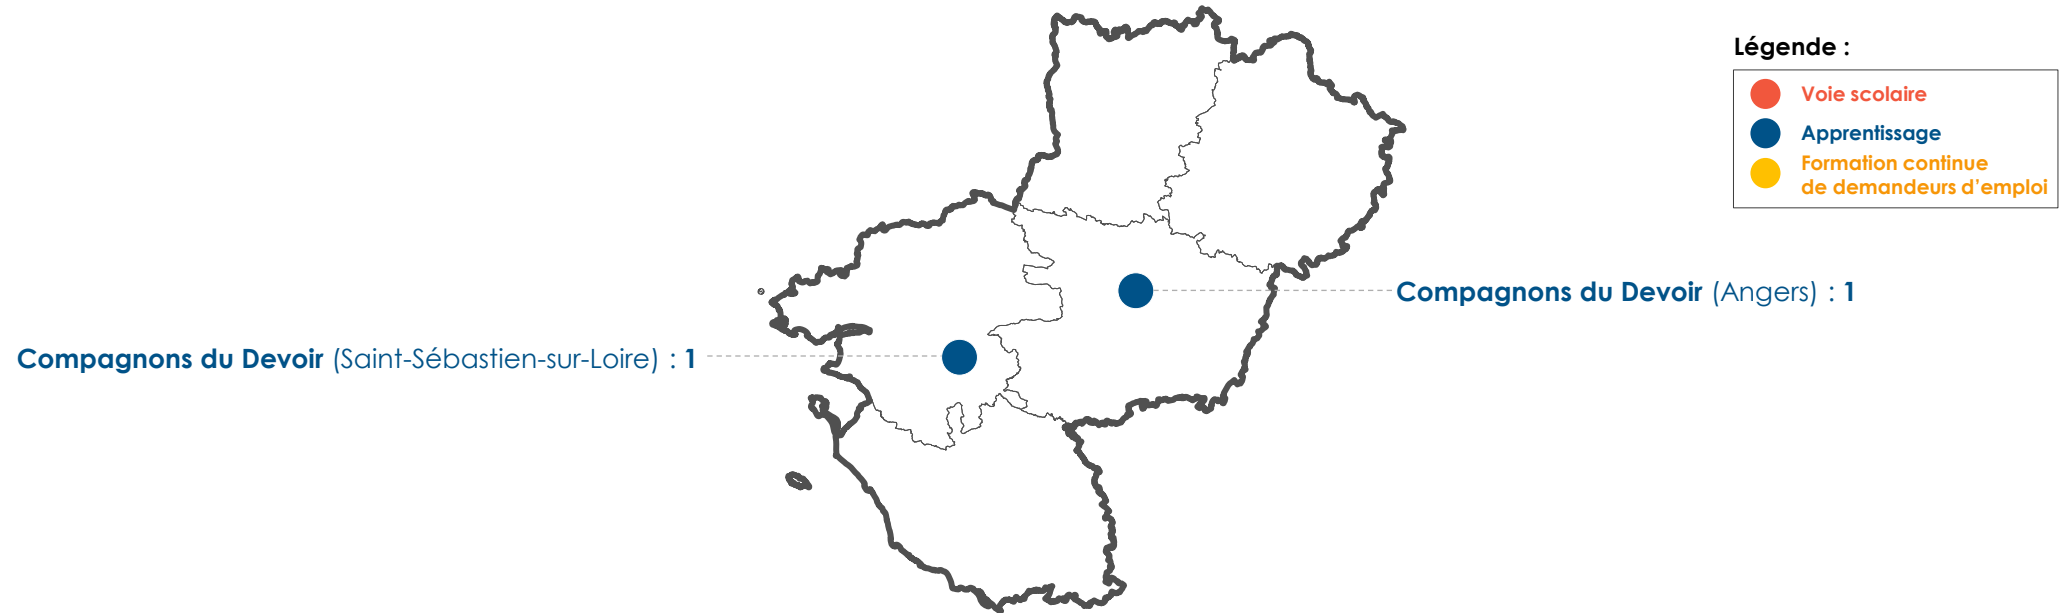 Légende :
Voie scolaire
Apprentissage
Formation continue
de demandeurs d'emploi
Compagnons du Devoir (Angers) : 1
Compagnons du Devoir (Saint-Sébastien-sur-Loire) : 1